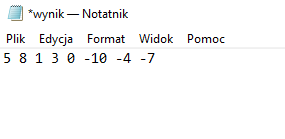 *wynik — Notatnik
Plik Edycja Format Widok Pomoc
5 8 1 3 0 -10 -4 -7